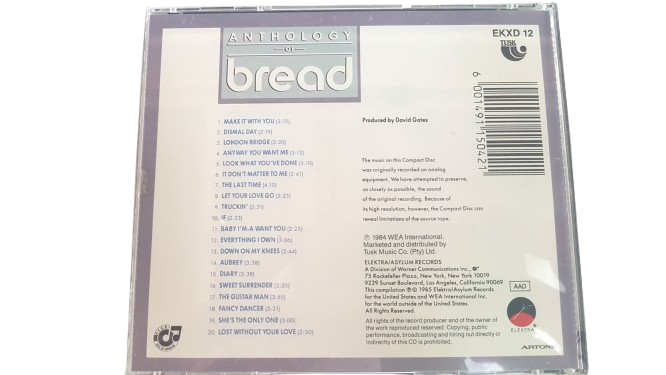 ANTHOLOGY
OF
bread
EKXD 12
TUSK
6 001491 150421
1. MAKE IT WITH YOU (3:15)
2. DISMAL DAY (2:19)
3. LONDON BRIDGE (2:30)
4. ANYWAY YOU WANT ME (3:12)
5. LOOK WHAT YOU'VE DONE (3:10)
6. IT DON'T MATTER TO ME (2:41)
7. THE LAST TIME (4:10)
8. LET YOUR LOVE GO (2:25)
9. TRUCKIN' (2:31)
10. IF (2:33)
11. BABY I'M-A WANT YOU (2:25)
12. EVERYTHING I OWN (3:06)
13. DOWN ON MY KNEES (2:44)
14. AUBREY (3:38)
15. DIARY (3:38)
16. SWEET SURRENDER (2:35)
17. THE GUITAR MAN (3:55)
18. FANCY DANCER (3:31)
19. SHE'S THE ONLY ONE (3:00)
20. LOST WITHOUT YOUR LOVE (3:00)
Produced by David Gates
The music on this Compact Disc
was originally recorded on analog
equipment. We have attempted to preserve,
as closely as possible, the sound
of the original recording. Because of
its high resolution, however, the Compact Disc can
reveal limitations of the source tape.
℗ 1984 WEA International.
Marketed and distributed by
Tusk Music Co. (Pty) Ltd.
ELEKTRA/ASYLUM RECORDS
A Division of Warner Communications Inc.,
75 Rockefeller Plaza, New York, New York 10019
9229 Sunset Boulevard, Los Angeles, California 90069
This compilation ℗ © 1985 Elektra/Asylum Records
for the United States and WEA International Inc.
for the world outside of the United States.
All rights of the record producer and of the owner of
the work reproduced reserved. Copying, public
performance, broadcasting and hiring out directly or
indirectly of this CD is prohibited.
AAD
ELEKTRA